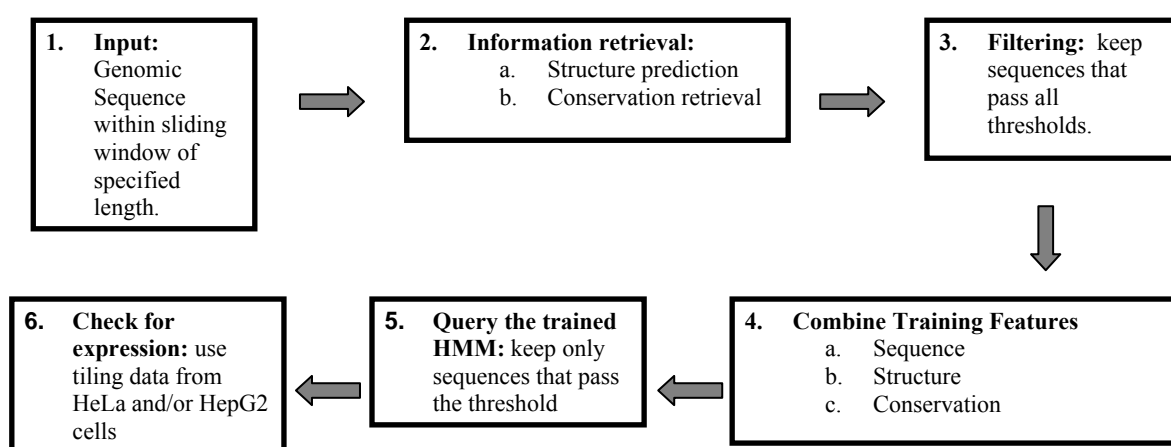 1. Input:
Genomic
Sequence
within sliding
window of
specified
length.
2. Information retrieval:
a. Structure prediction
b. Conservation retrieval
3. Filtering: keep
sequences that
pass all
thresholds.
4. Combine Training Features
a. Sequence
b. Structure
c. Conservation
5. Query the trained
HMM: keep only
sequences that pass
the threshold
6. Check for
expression: use
tiling data from
HeLa and/or HepG2
cells